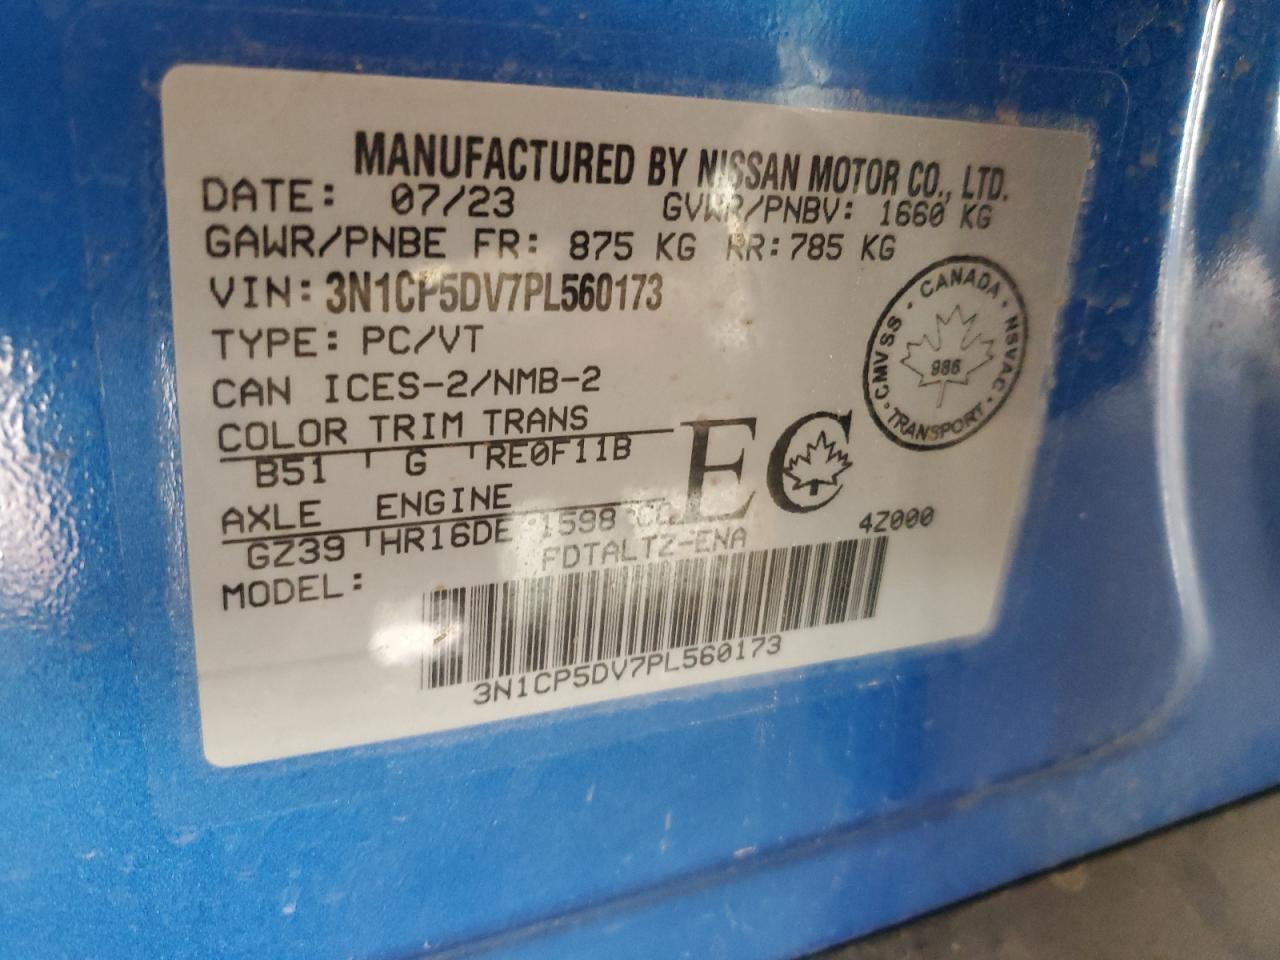 MANUFACTURED BY NISSAN MOTOR CO., LTD.
DATE: 07/23 GVWR/PNBV: 1660 KG
GAWR/PNBE FR: 875 KG RR: 785 KG
VIN: 3N1CP5DV7PL560173
TYPE: PC/VT
CAN ICES-2/NMB-2
COLOR TRIM TRANS
B51 G RE0F11B
AXLE ENGINE
GZ39 HR16DE 1598 CC
MODEL: FDTALTZ-ENA 4Z000
3N1CP5DV7PL560173
EC
CANADA
CMVSS NSVAC
986
TRANSPORT